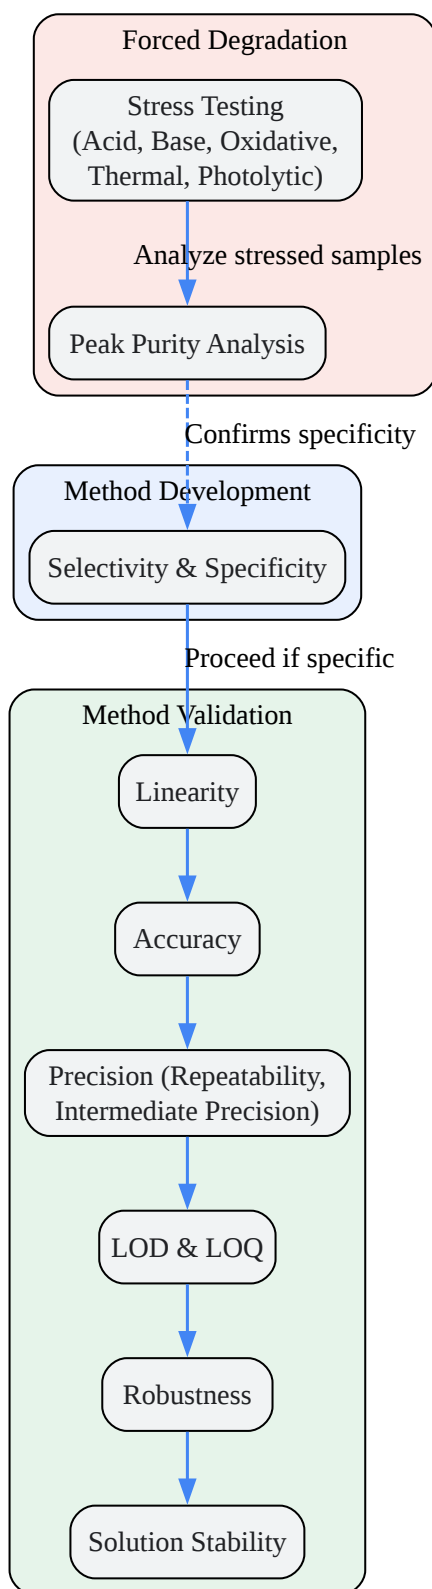 Forced Degradation
Stress Testing
(Acid, Base, Oxidative,
Thermal, Photolytic)
Analyze stressed samples
Peak Purity Analysis
Confirms specificity
Method Development
Selectivity & Specificity
Proceed if specific
Method Validation
Linearity
Accuracy
Precision (Repeatability,
Intermediate Precision)
LOD & LOQ
Robustness
Solution Stability